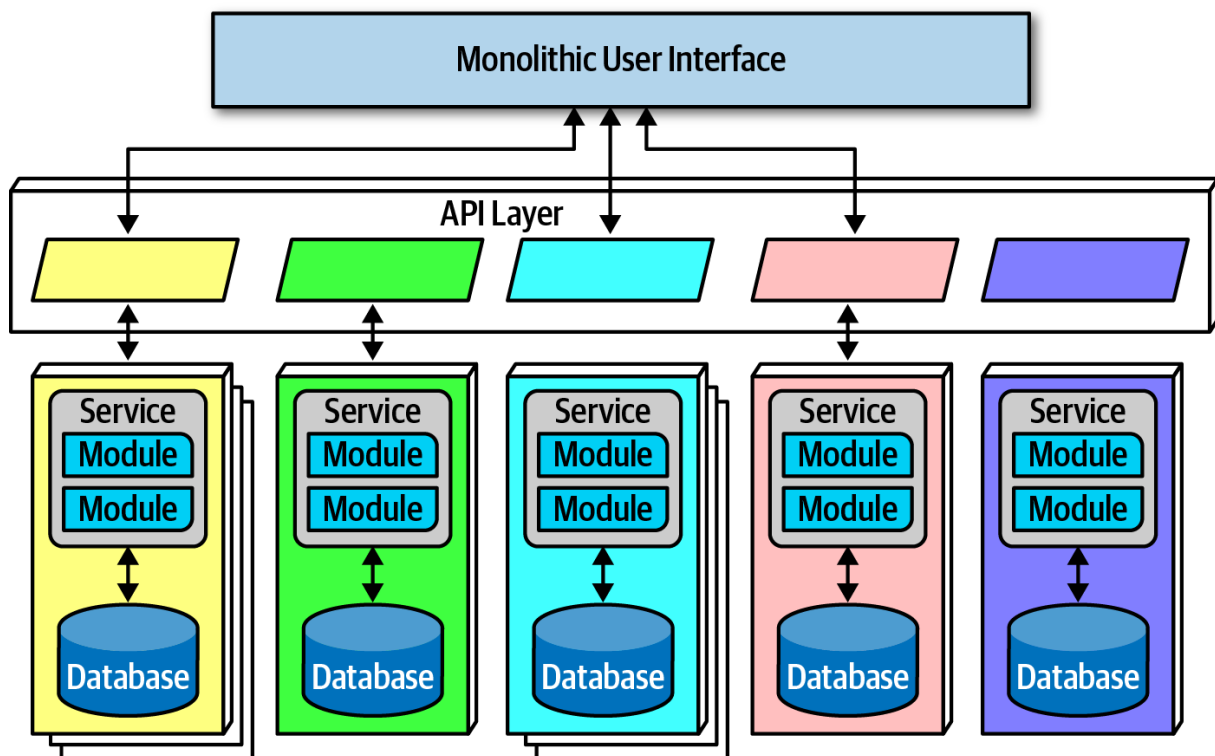 Monolithic User Interface
API Layer
Service
Module
Module
Database
Service
Module
Module
Database
Service
Module
Module
Database
Service
Module
Module
Database
Service
Module
Module
Database